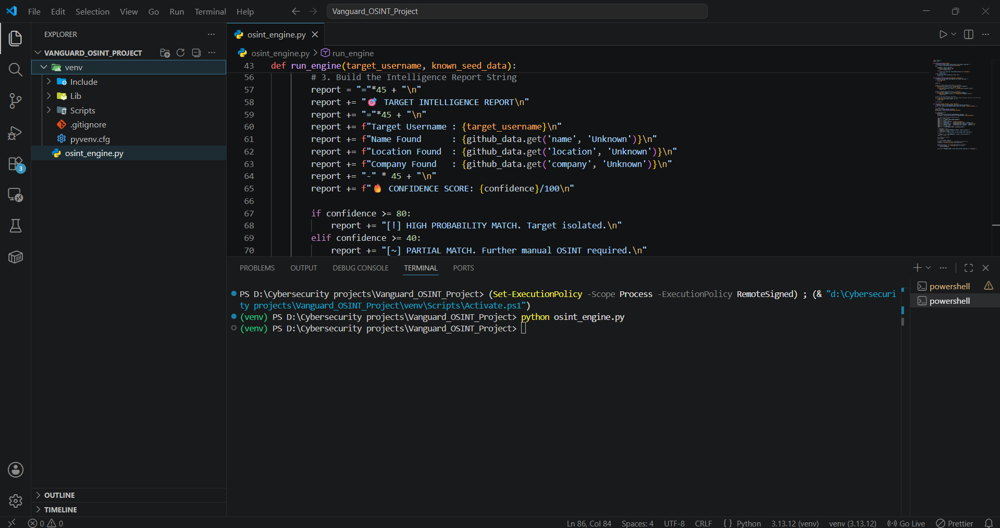 File Edit Selection View Go Run Terminal Help
Vanguard_OSINT_Project
EXPLORER
VANGUARD_OSINT_PROJECT
venv
Include
Lib
Scripts
.gitignore
pyvenv.cfg
osint_engine.py
OUTLINE
TIMELINE
3
osint_engine.py
osint_engine.py > run_engine
43 def run_engine(target_username, known_seed_data):
56 # 3. Build the Intelligence Report String
57 report = "="*45 + "\n"
58 report += "🎯 TARGET INTELLIGENCE REPORT\n"
59 report += "="*45 + "\n"
60 report += f"Target Username : {target_username}\n"
61 report += f"Name Found      : {github_data.get('name', 'Unknown')}\n"
62 report += f"Location Found  : {github_data.get('location', 'Unknown')}\n"
63 report += f"Company Found   : {github_data.get('company', 'Unknown')}\n"
64 report += "-" * 45 + "\n"
65 report += f"🔥 CONFIDENCE SCORE: {confidence}/100\n"
66
67 if confidence >= 80:
68 report += "[!] HIGH PROBABILITY MATCH. Target isolated.\n"
69 elif confidence >= 40:
70 report += "[~] PARTIAL MATCH. Further manual OSINT required.\n"
PROBLEMS OUTPUT DEBUG CONSOLE TERMINAL PORTS
PS D:\Cybersecurity projects\Vanguard_OSINT_Project> (Set-ExecutionPolicy -Scope Process -ExecutionPolicy RemoteSigned) ; (& "d:\Cybersecuri
ty projects\Vanguard_OSINT_Project\venv\Scripts\Activate.ps1")
(venv) PS D:\Cybersecurity projects\Vanguard_OSINT_Project> python osint_engine.py
(venv) PS D:\Cybersecurity projects\Vanguard_OSINT_Project>
powershell
powershell
0 0
Ln 86, Col 84 Spaces: 4 UTF-8 CRLF { } Python 3.13.12 (venv) venv (3.13.12) Go Live Prettier